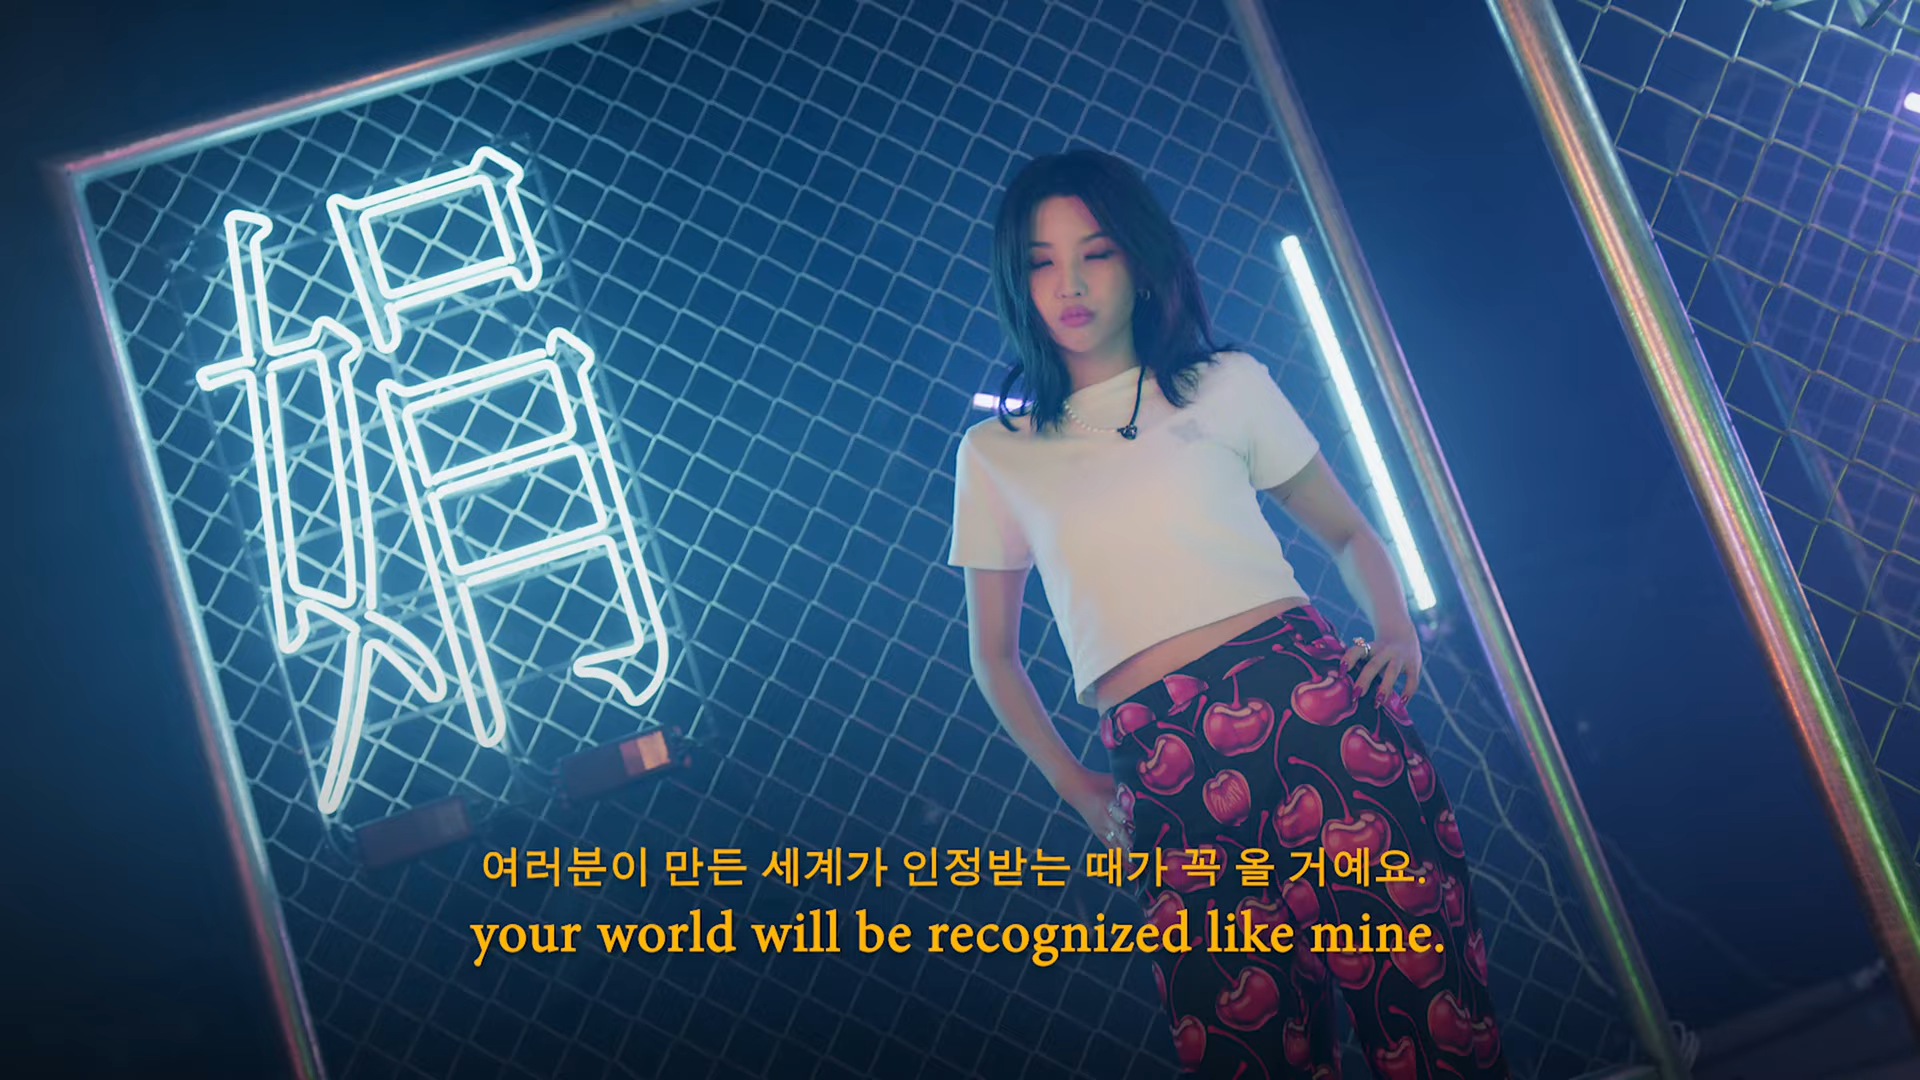 娟
여러분이 만든 세계가 인정받는 때가 꼭 올 거예요.
your world will be recognized like mine.